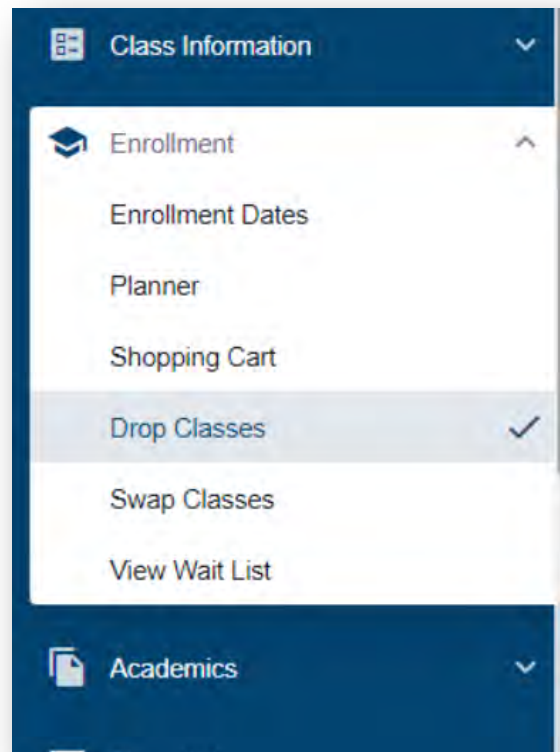 Class Information
Enrollment
Enrollment Dates
Planner
Shopping Cart
Drop Classes
Swap Classes
View Wait List
Academics